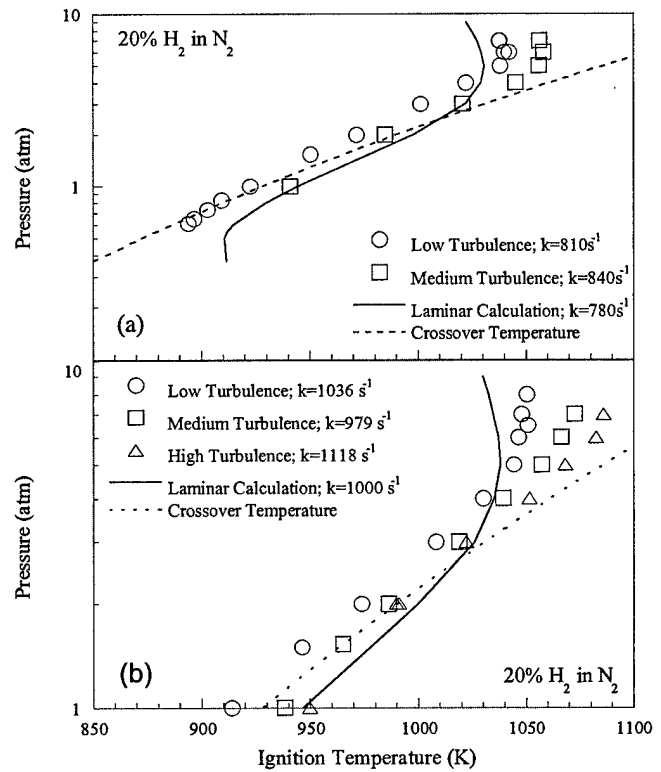 10
20% H₂ in N₂
Pressure (atm)
1
Low Turbulence; k=810s⁻¹
Medium Turbulence; k=840s⁻¹
Laminar Calculation; k=780s⁻¹
Crossover Temperature
(a)
10
Low Turbulence; k=1036 s⁻¹
Medium Turbulence; k=979 s⁻¹
High Turbulence; k=1118 s⁻¹
Laminar Calculation; k=1000 s⁻¹
Crossover Temperature
Pressure (atm)
(b)
20% H₂ in N₂
1
850 900 950 1000 1050 1100
Ignition Temperature (K)